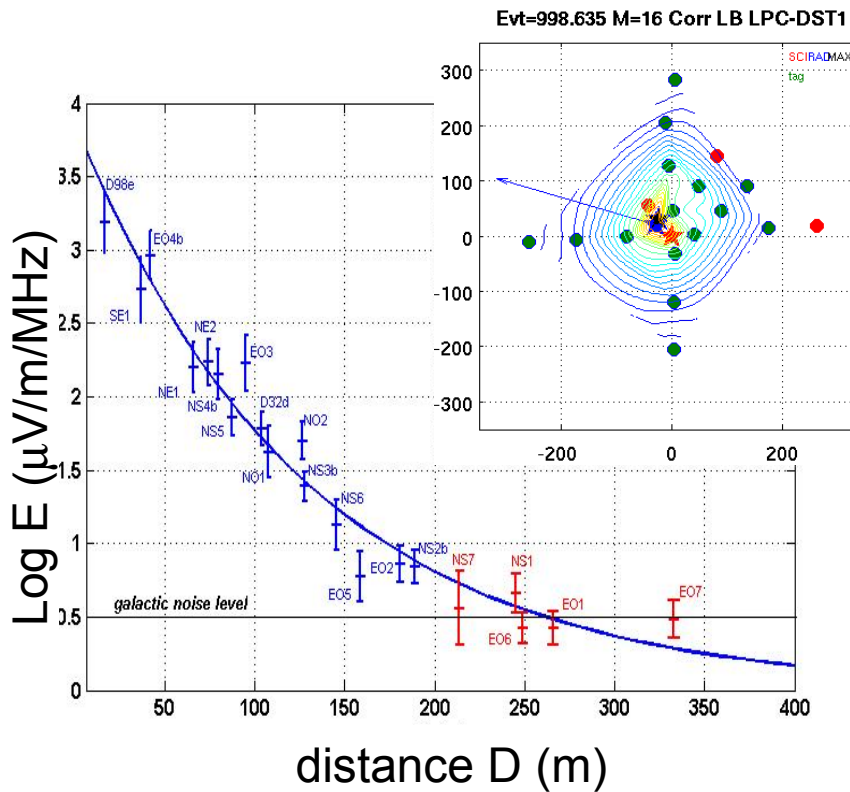 Evt=998.635 M=16 Corr LB LPC-DST1
SCIRADMAX
tag
300
200
100
0
-100
-200
-300
-200
0
200
Log E (μV/m/MHz)
4
3.5
3
2.5
2
1.5
1
0.5
0
D98e
EO4b
SE1
NE2
EO3
NE1
NS4b
NS5
D32d
NO2
NO1
NS3b
NS6
EO5
EO2
NS2b
NS7
NS1
EO6
EO1
EO7
galactic noise level
50
100
150
200
250
300
350
400
distance D (m)